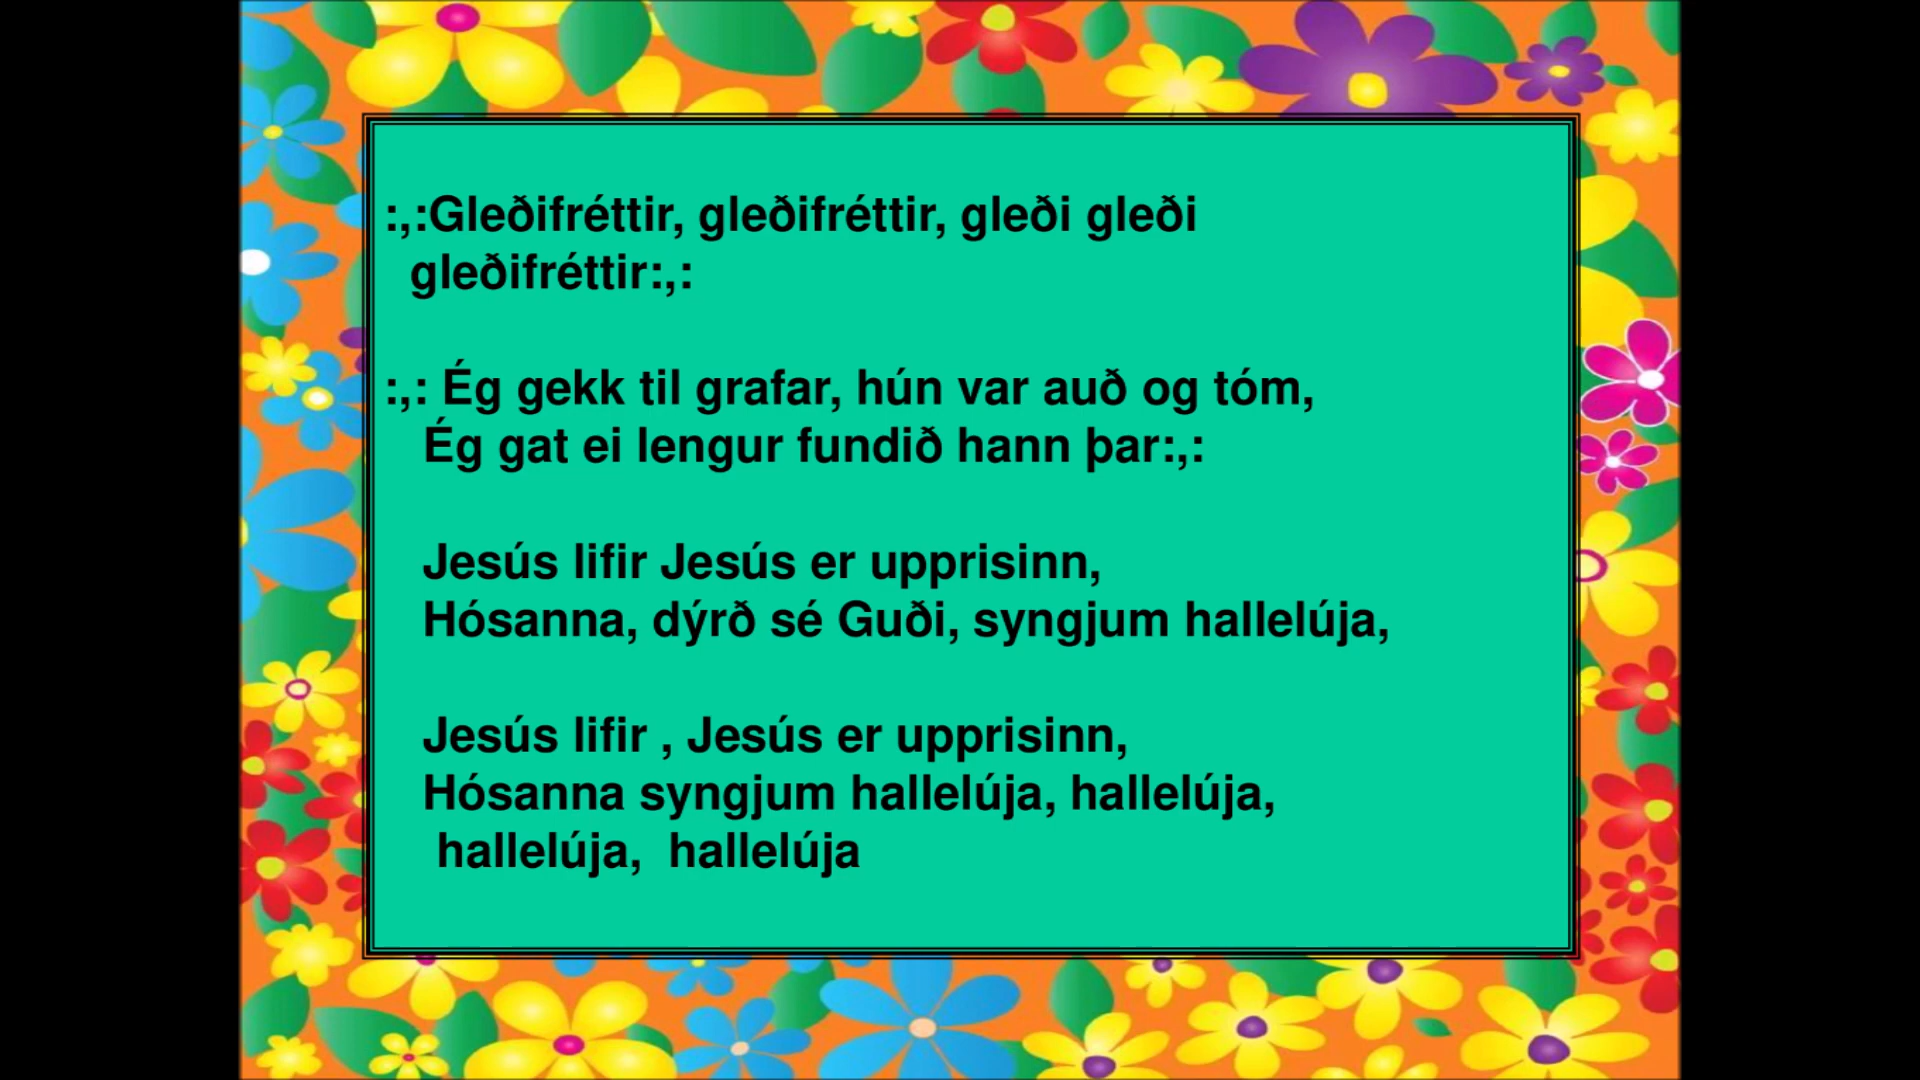 :,:Gleðifréttir, gleðifréttir, gleði gleði
gleðifréttir:,:
:,: Ég gekk til grafar, hún var auð og tóm,
Ég gat ei lengur fundið hann þar:,:
Jesús lifir Jesús er upprisinn,
Hósanna, dýrð sé Guði, syngjum hallelúja,
Jesús lifir , Jesús er upprisinn,
Hósanna syngjum hallelúja, hallelúja,
hallelúja,  hallelúja